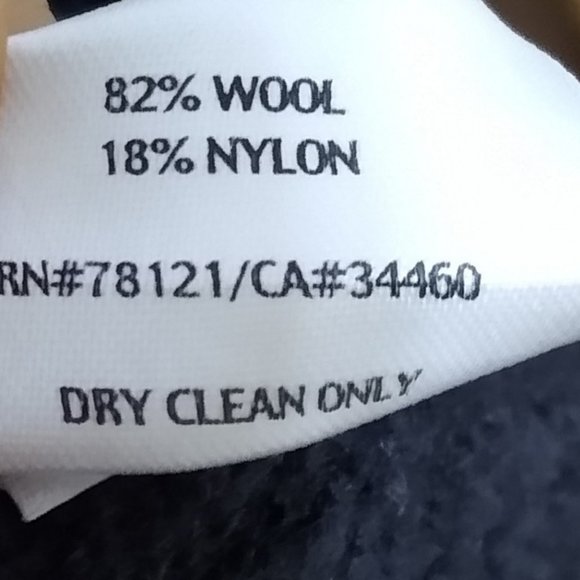 82% WOOL
18% NYLON
RN#78121/CA#34460
DRY CLEAN ONLY